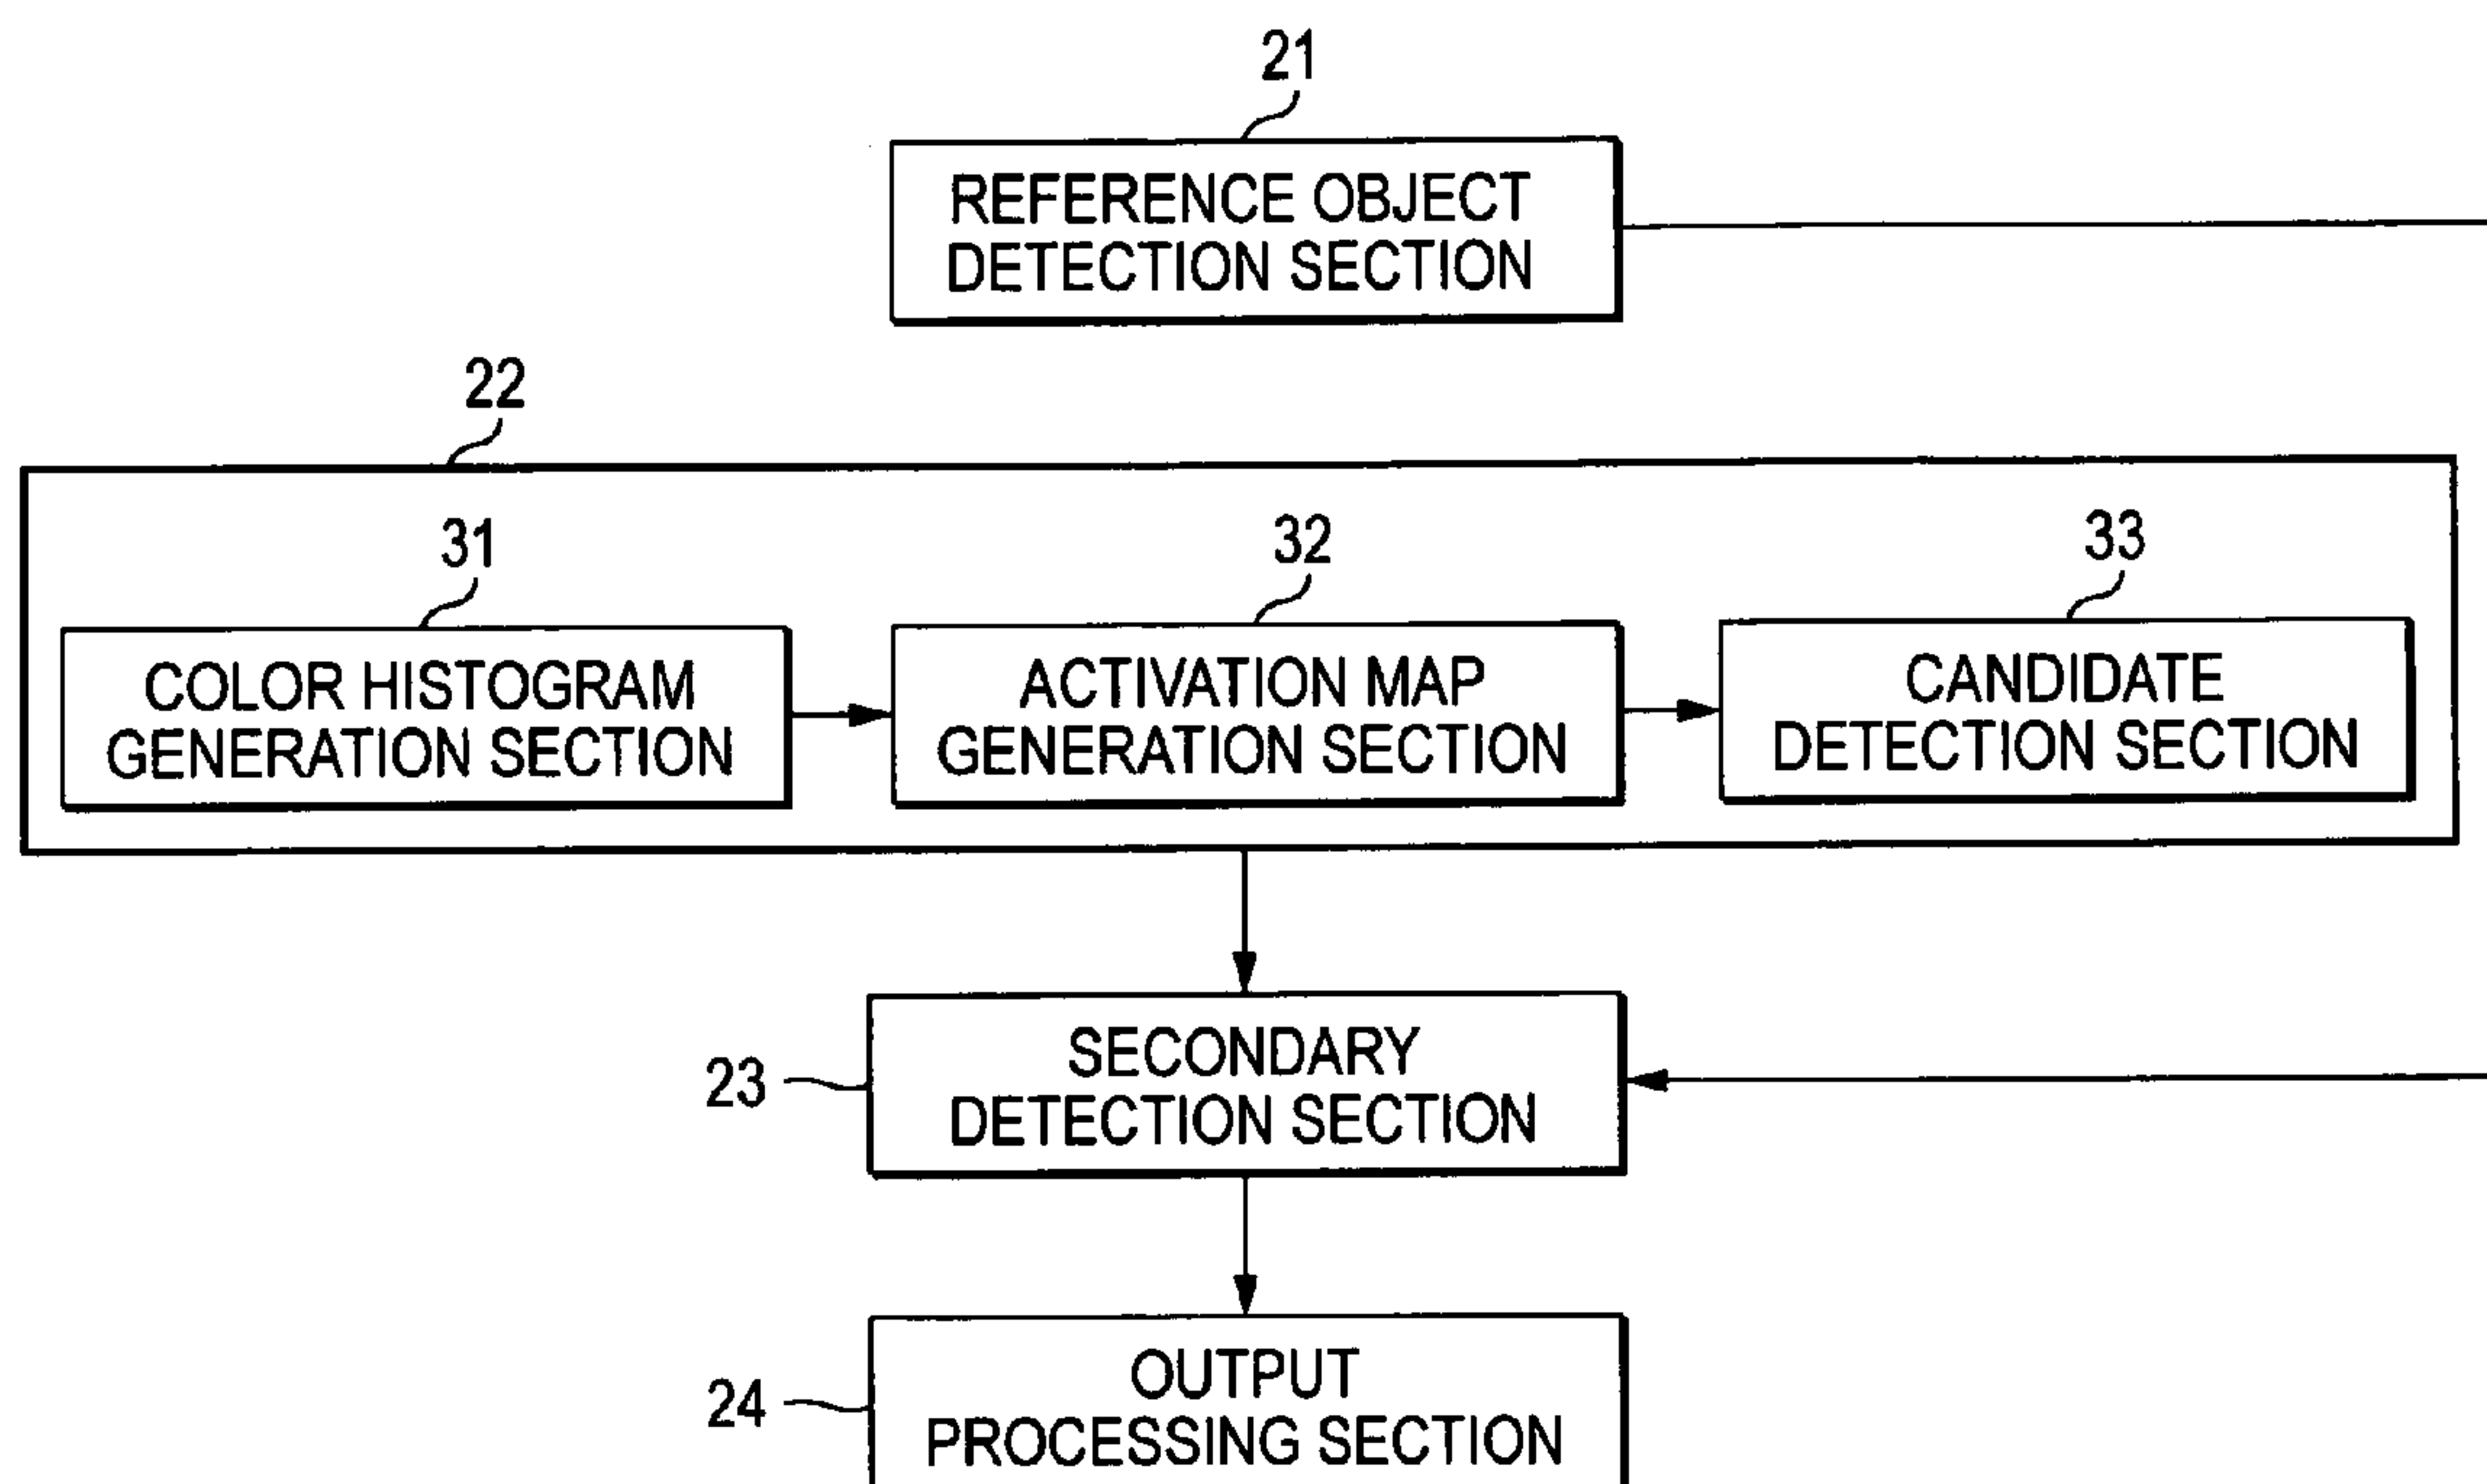 21
REFERENCE OBJECT
DETECTION SECTION
22
31
COLOR HISTOGRAM
GENERATION SECTION
32
ACTIVATION MAP
GENERATION SECTION
33
CANDIDATE
DETECTION SECTION
23
SECONDARY
DETECTION SECTION
24
OUTPUT
PROCESSING SECTION